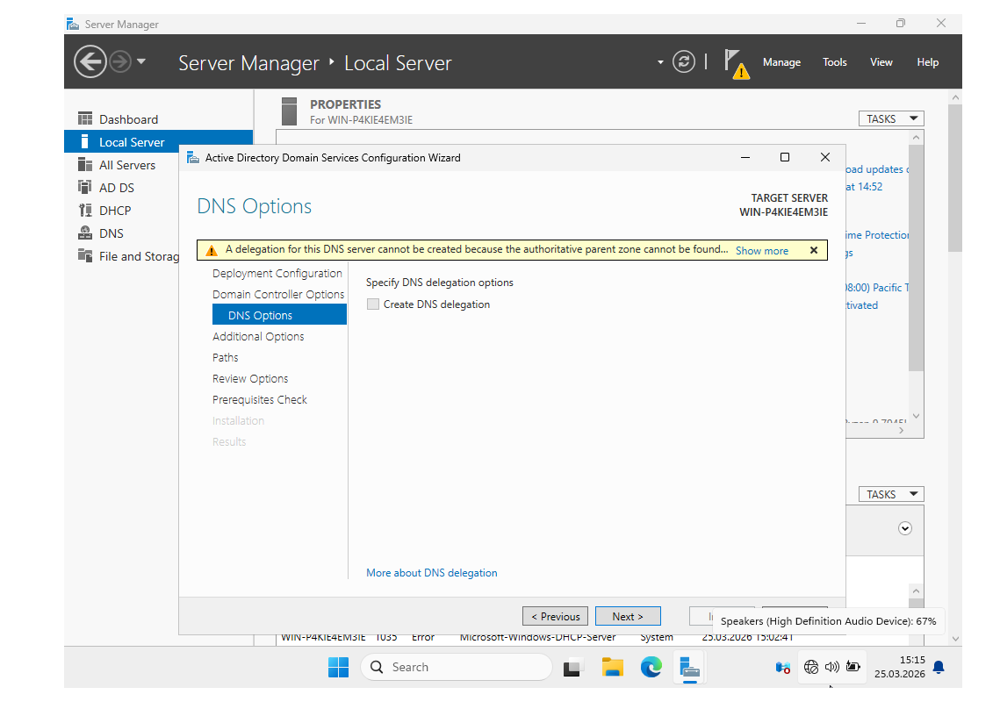 Server Manager
Server Manager ‣ Local Server
Manage Tools View Help
Dashboard
Local Server
All Servers
AD DS
DHCP
DNS
File and Storag
PROPERTIES
For WIN-P4KIE4EM3IE
TASKS
oad updates
at 14:52
ime Protection
gs
08:00) Pacific T
tivated
Active Directory Domain Services Configuration Wizard
DNS Options
TARGET SERVER
WIN-P4KIE4EM3IE
A delegation for this DNS server cannot be created because the authoritative parent zone cannot be found... Show more
Deployment Configuration
Domain Controller Options
DNS Options
Additional Options
Paths
Review Options
Prerequisites Check
Installation
Results
Specify DNS delegation options
Create DNS delegation
More about DNS delegation
< Previous Next >
TASKS
Speakers (High Definition Audio Device): 67%
WIN-P4KIE4EM3IE 1035 Error Microsoft-Windows-DHCP-Server System 25.03.2026 15:02:41
Search
15:15
25.03.2026